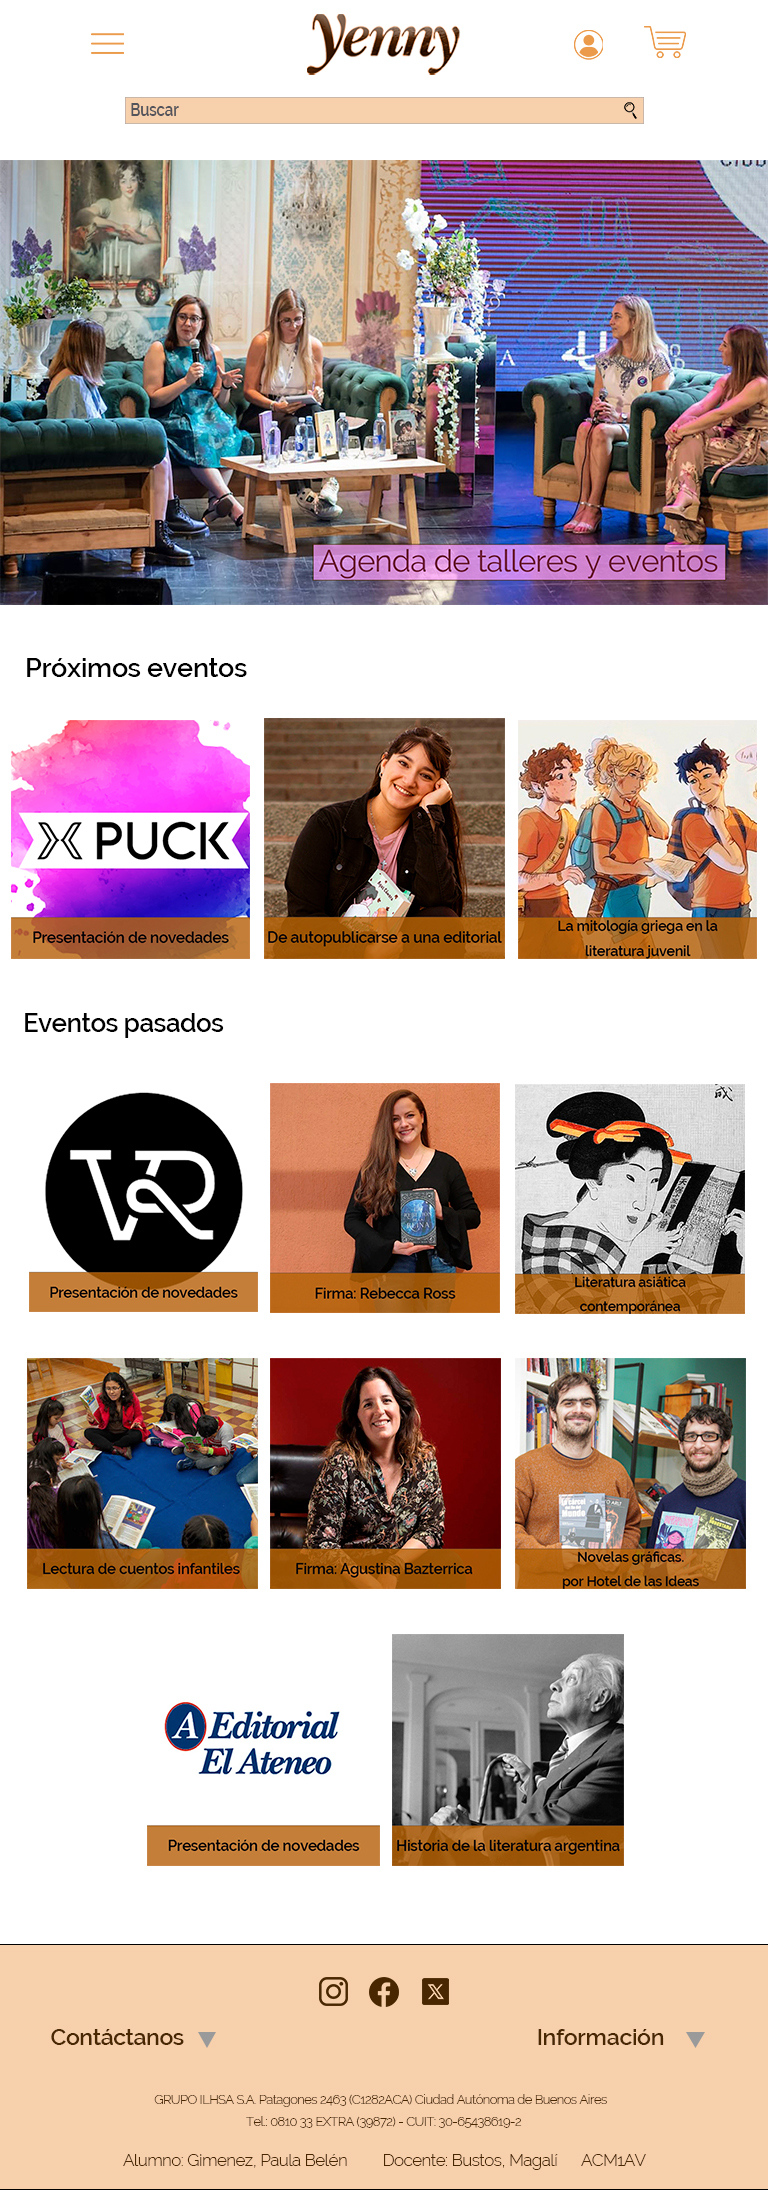 Yenny
Buscar
CLUB
Agenda de talleres y eventos
Próximos eventos
PUCK
Presentación de novedades
De autopublicarse a una editorial
La mitología griega en la
literatura juvenil
Eventos pasados
VR
Presentación de novedades
Firma: Rebecca Ross
成
Literatura asiática
contemporánea
Lectura de cuentos infantiles
Firma: Agustina Bazterrica
Novelas gráficas.
por Hotel de las Ideas
A Editorial
El Ateneo
Presentación de novedades
Historia de la literatura argentina
Contáctanos
Información
GRUPO ILHSA S.A. Patagones 2463 (C1282ACA) Ciudad Autónoma de Buenos Aires
Tel.: 0810 33 EXTRA (39872) - CUIT: 30-65438619-2
Alumno: Gimenez, Paula Belén Docente: Bustos, Magalí ACM1AV